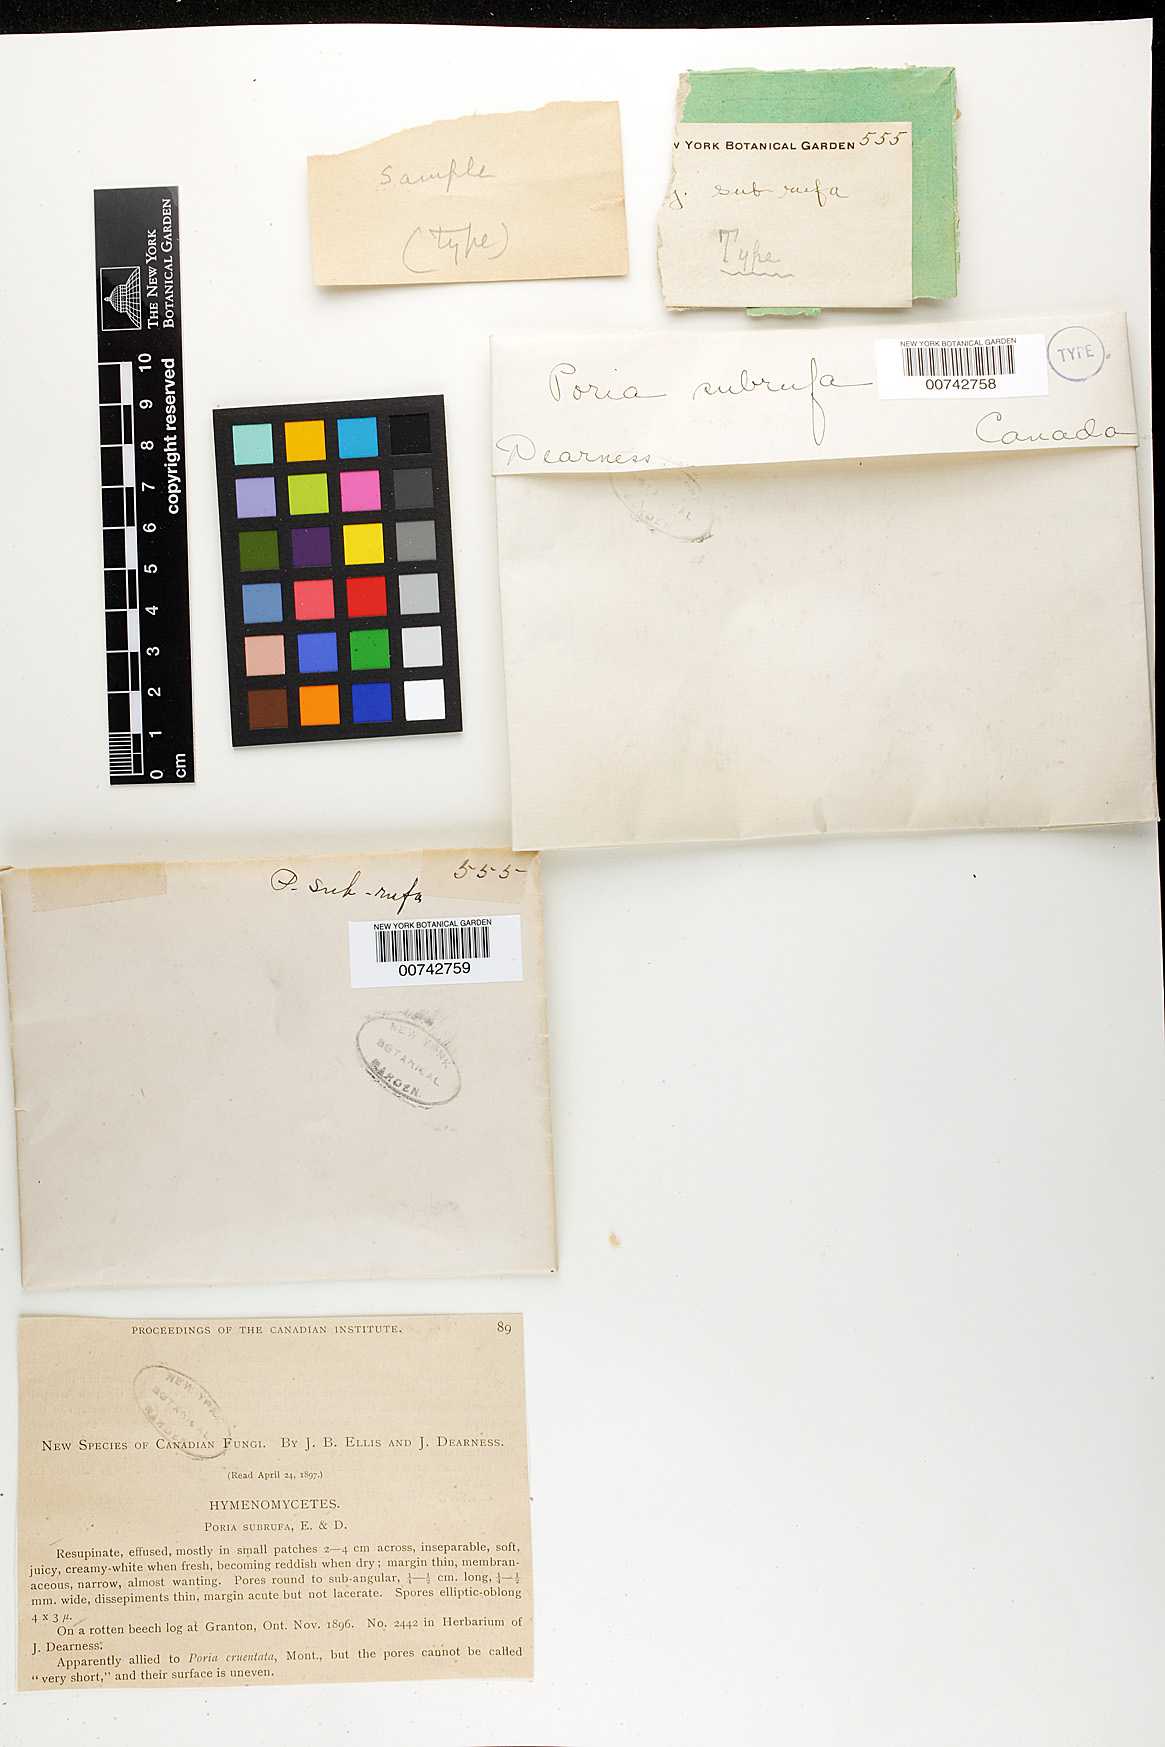 Sample
(type)
W YORK BOTANICAL GARDEN 555
y. sub rufa
Type
THE NEW YORK
BOTANICAL GARDEN
copyright reserved
10
9
8
7
6
5
4
3
2
1
0
cm
NEW YORK BOTANICAL GARDEN
00742758
TYPE
Poria subrufa
Canada
Dearness
P. sub-rufa
555
NEW YORK BOTANICAL GARDEN
00742759
NEW YORK
BOTANICAL
GARDEN.
PROCEEDINGS OF THE CANADIAN INSTITUTE. 89
NEW YORK
BOTANICAL
GARDEN
NEW SPECIES OF CANADIAN FUNGI. BY J. B. ELLIS AND J. DEARNESS.
(Read April 24, 1897.)
HYMENOMYCETES.
PORIA SUBRUFA, E. & D.
Resupinate, effused, mostly in small patches 2—4 cm across, inseparable, soft,
juicy, creamy-white when fresh, becoming reddish when dry; margin thin, membran-
aceous, narrow, almost wanting. Pores round to sub-angular, ¼—½ cm. long, ¼—½
mm. wide, dissepiments thin, margin acute but not lacerate. Spores elliptic-oblong
4 x 3 µ.
On a rotten beech log at Granton, Ont. Nov. 1896. No. 2442 in Herbarium of
J. Dearness.
Apparently allied to Poria cruentata, Mont., but the pores cannot be called
“very short,” and their surface is uneven.